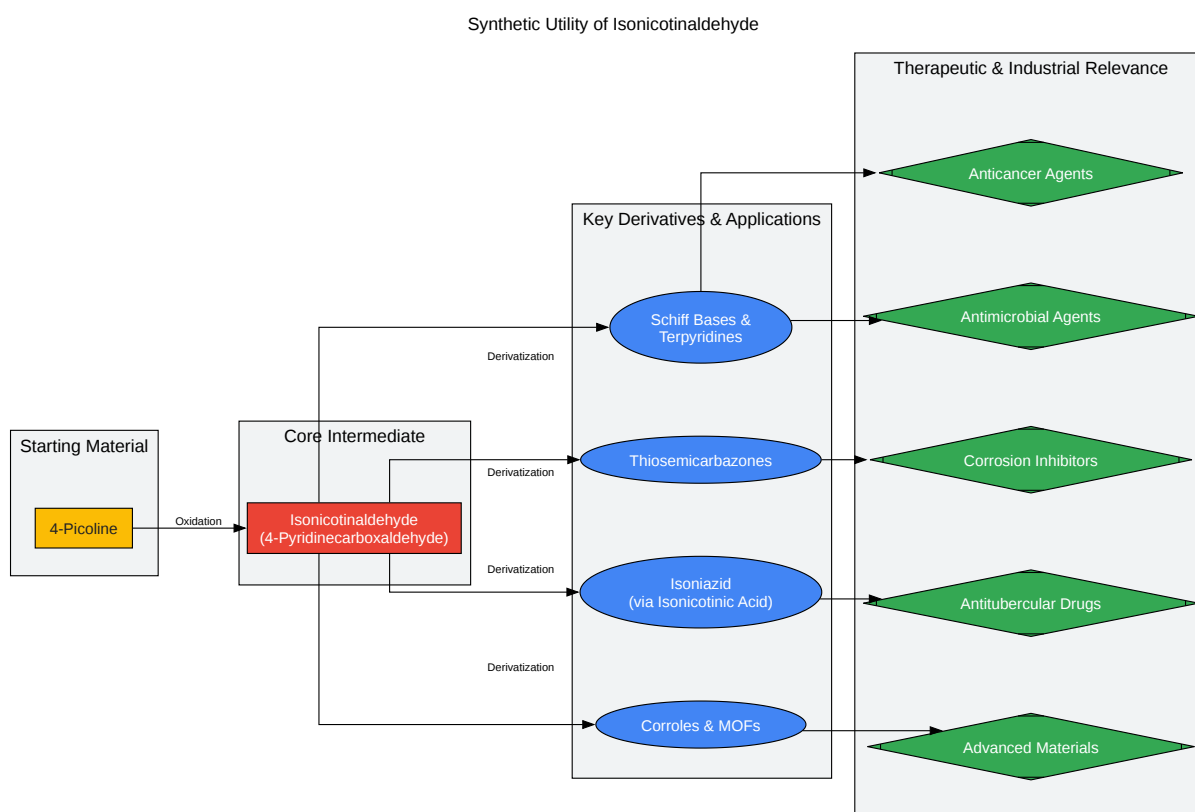 Synthetic Utility of Isonicotinaldehyde
Starting Material
4-Picoline
Oxidation
Core Intermediate
Isonicotinaldehyde
(4-Pyridinecarboxaldehyde)
Derivatization
Derivatization
Derivatization
Derivatization
Key Derivatives & Applications
Schiff Bases &
Terpyridines
Thiosemicarbazones
Isoniazid
(via Isonicotinic Acid)
Corroles & MOFs
Therapeutic & Industrial Relevance
Anticancer Agents
Antimicrobial Agents
Corrosion Inhibitors
Antitubercular Drugs
Advanced Materials